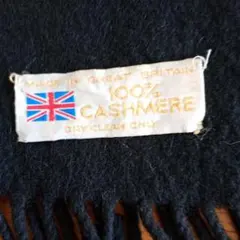 MADE IN GREAT BRITAIN
100%
CASHMERE
DRY CLEAN ONLY